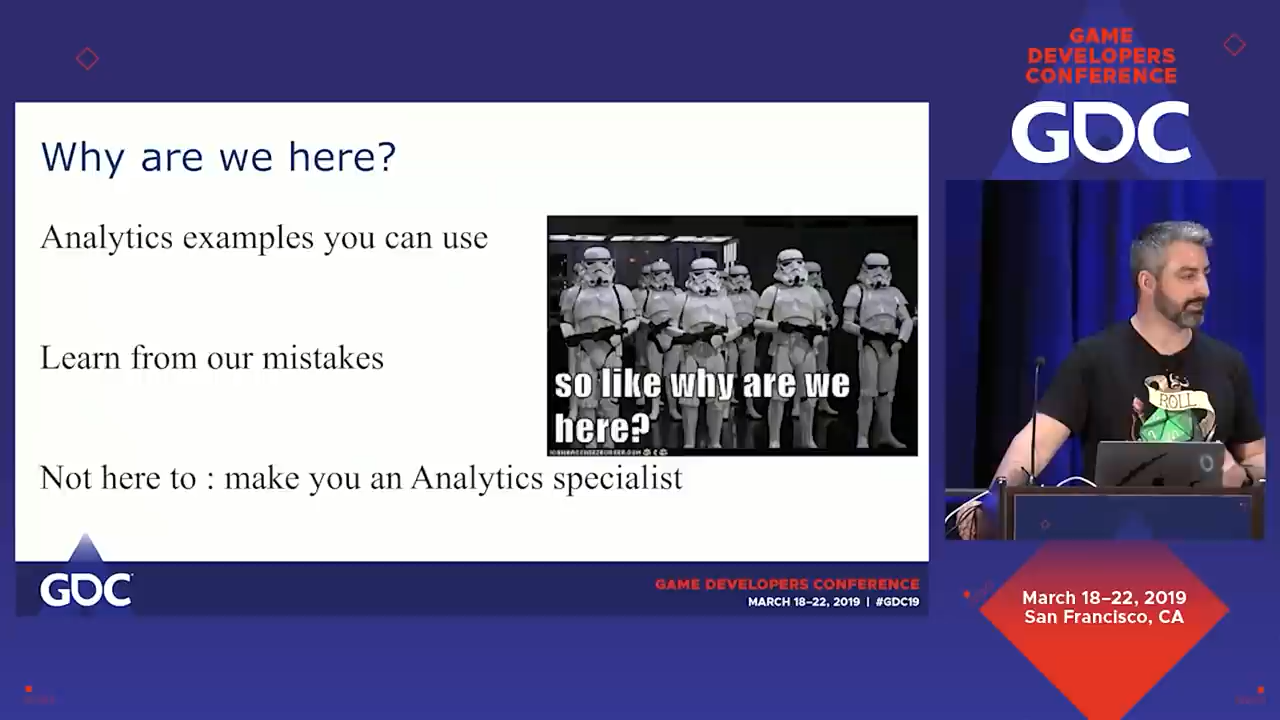 GAME
DEVELOPERS
CONFERENCE
GDC
Why are we here?
Analytics examples you can use
Learn from our mistakes
so like why are we
here?
Not here to : make you an Analytics specialist
ROLL
GDC
GAME DEVELOPERS CONFERENCE
MARCH 18–22, 2019 | #GDC19
March 18–22, 2019
San Francisco, CA